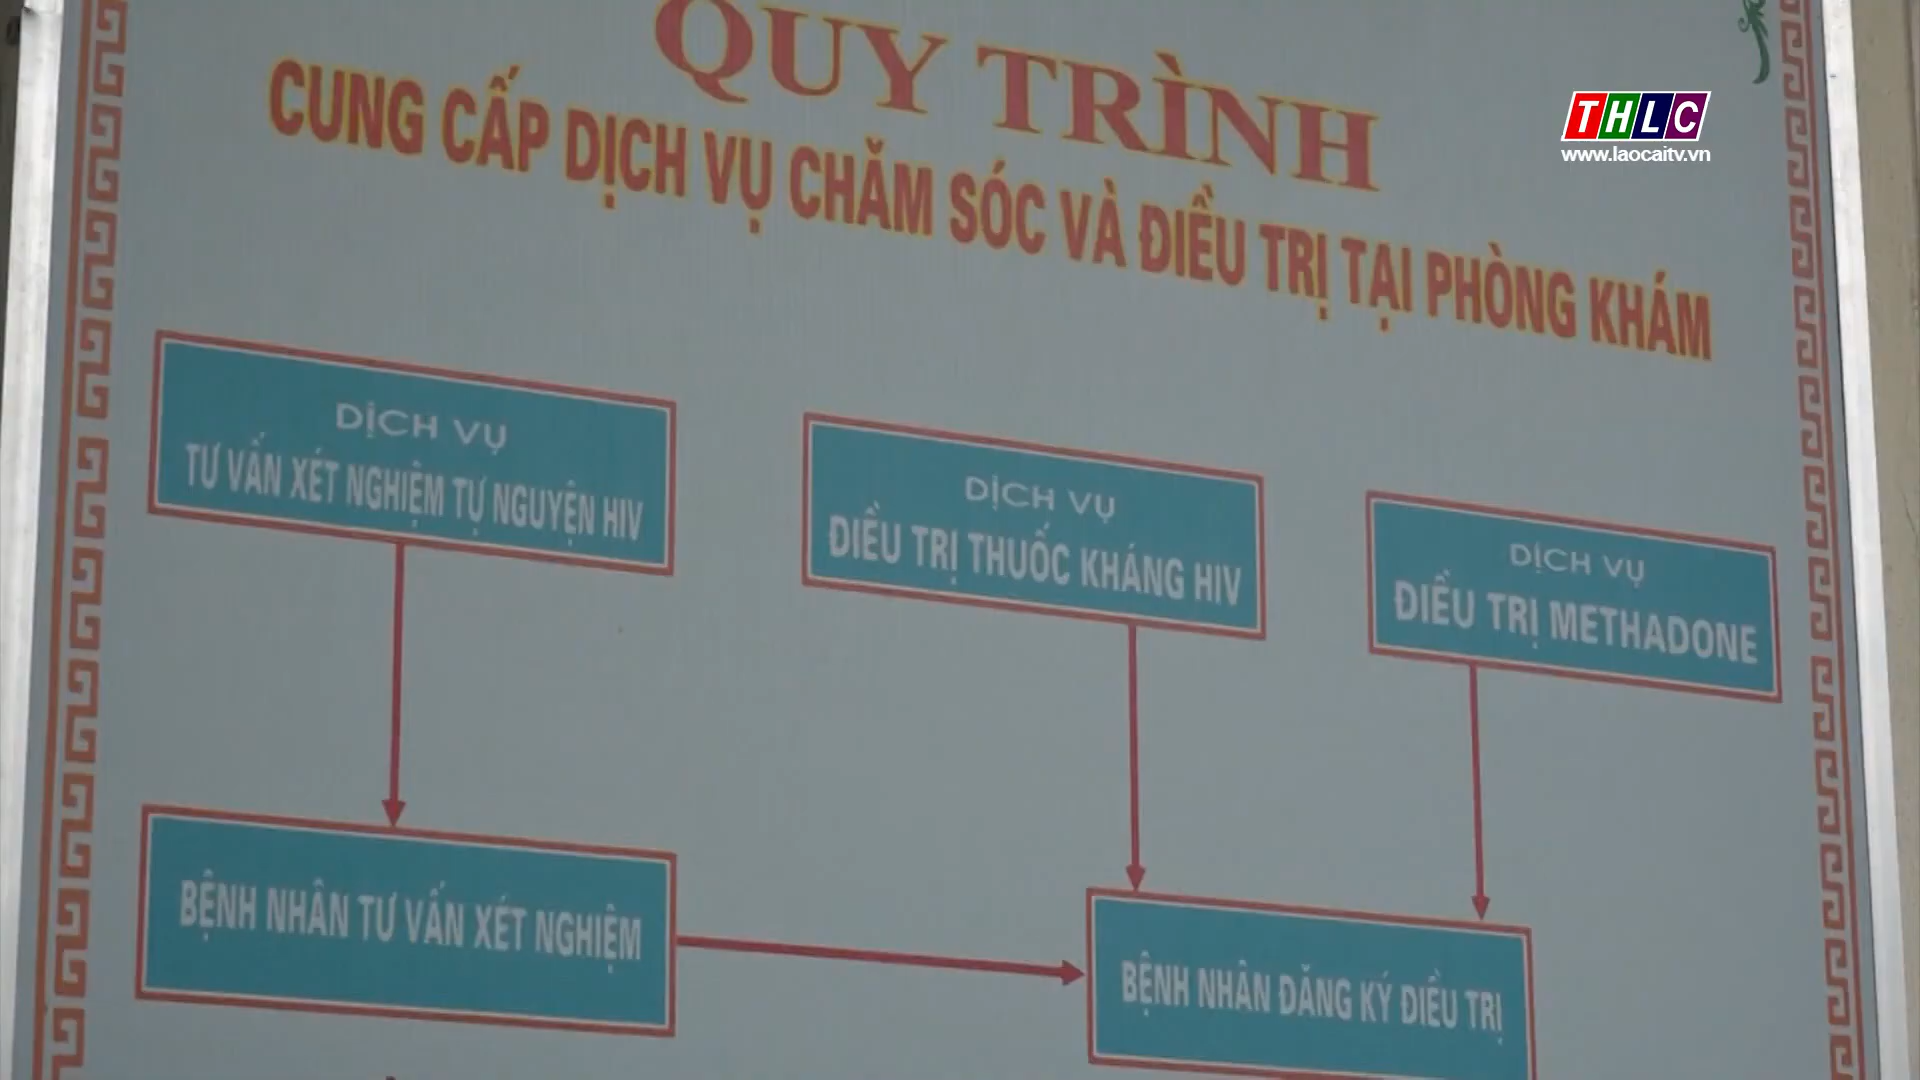 QUY TRÌNH
CUNG CẤP DỊCH VỤ CHĂM SÓC VÀ ĐIỀU TRỊ TẠI PHÒNG KHÁM
THLC
www.laocaitv.vn
DỊCH VỤ
TƯ VẤN XÉT NGHIỆM TỰ NGUYỆN HIV
DỊCH VỤ
ĐIỀU TRỊ THUỐC KHÁNG HIV
DỊCH VỤ
ĐIỀU TRỊ METHADONE
BỆNH NHÂN TƯ VẤN XÉT NGHIỆM
BỆNH NHÂN ĐĂNG KÝ ĐIỀU TRỊ